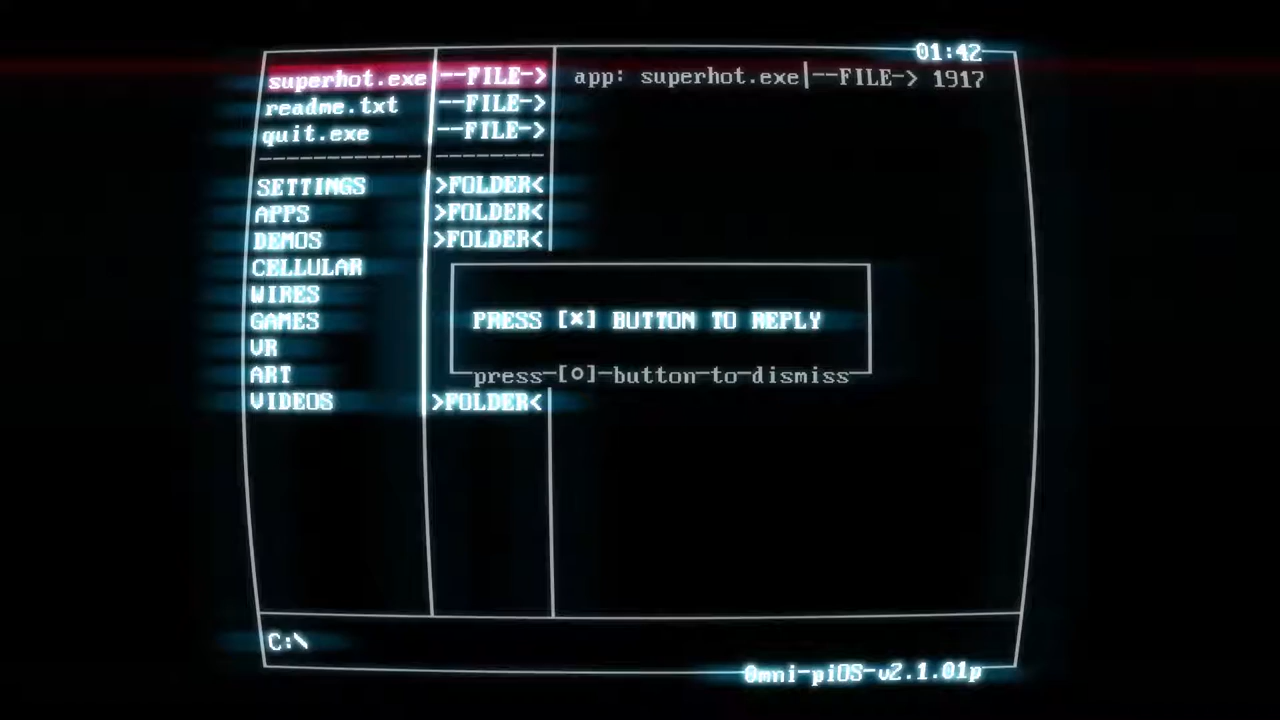 01:42
superhot.exe --FILE-> app: superhot.exe|--FILE-> 1917
readme.txt --FILE->
quit.exe --FILE->
SETTINGS >FOLDER<
APPS >FOLDER<
DEMOS >FOLDER<
CELLULAR
WIRES
GAMES
PRESS [×] BUTTON TO REPLY
VR
ART
press-[O]-button-to-dismiss
VIDEOS >FOLDER<
C:\
0mni-piOS-v2.1.01p